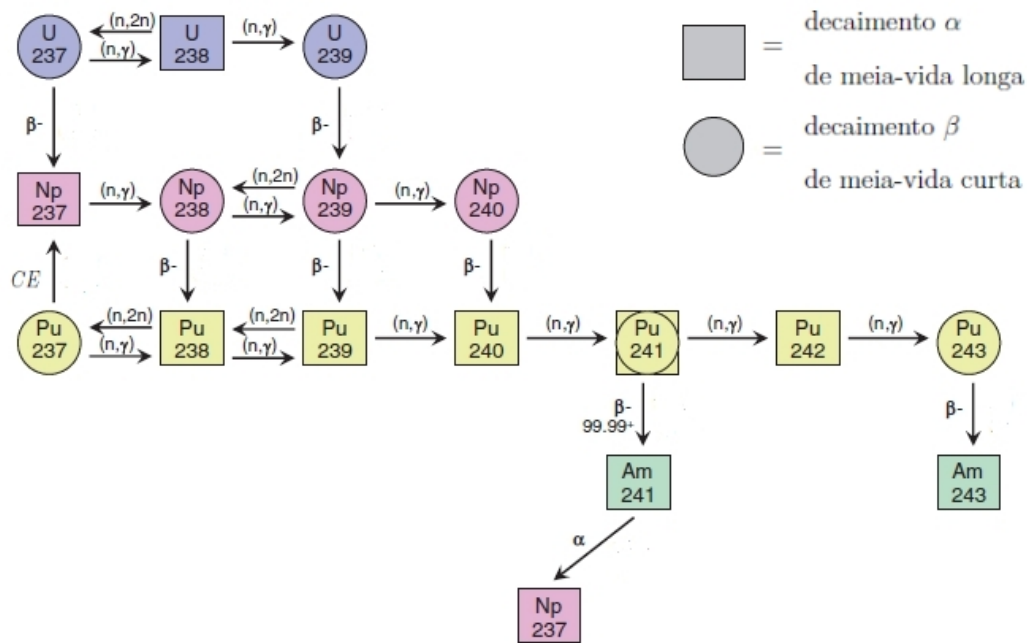 (n,2n)
(n,γ)
U
237
U
238
(n,γ)
U
239
= decaimento α
de meia-vida longa
= decaimento β
de meia-vida curta
β-
β-
Np
237
(n,γ)
Np
238
(n,2n)
(n,γ)
Np
239
(n,γ)
Np
240
CE
β-
β-
β-
Pu
237
(n,2n)
(n,γ)
Pu
238
(n,2n)
(n,γ)
Pu
239
(n,γ)
Pu
240
(n,γ)
Pu
241
(n,γ)
Pu
242
(n,γ)
Pu
243
β-
99.99+
β-
Am
241
Am
243
α
Np
237